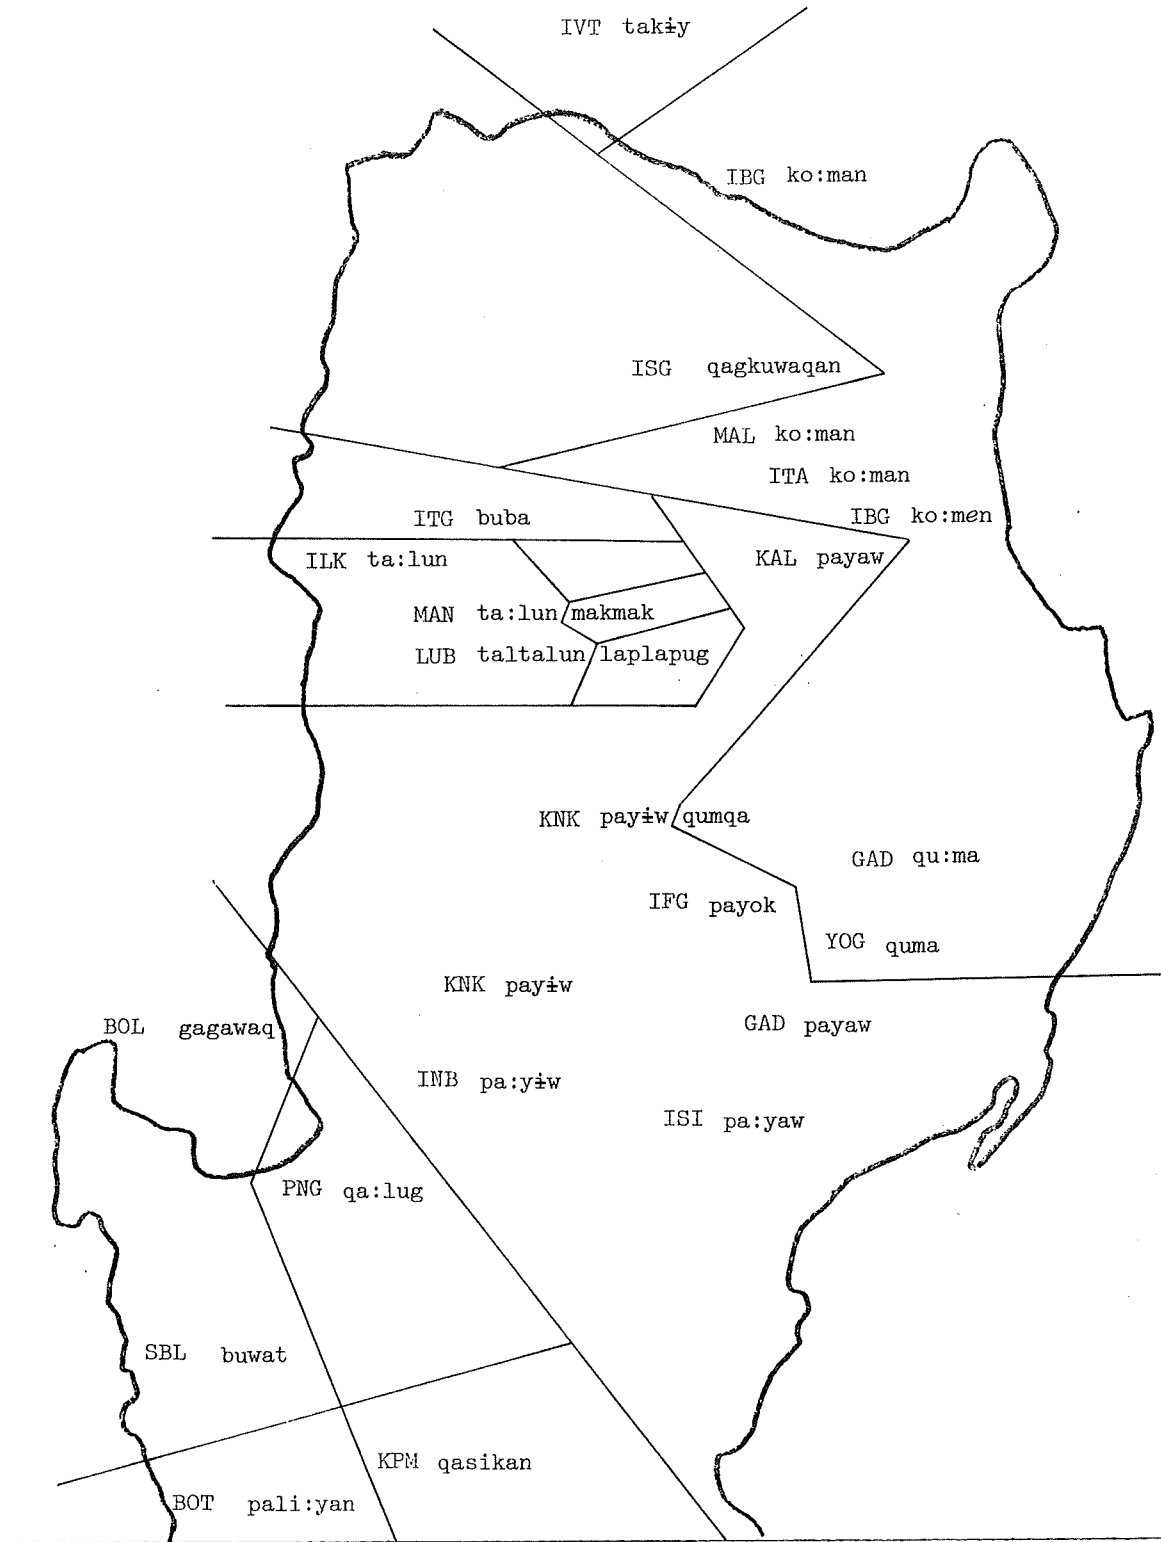 IVT takɨy
IBG ko:man
ISG qagkuwaqan
MAL ko:man
ITA ko:man
ITG buba
IBG ko:men
ILK ta:lun
KAL payaw
MAN ta:lun makmak
LUB taltalun laplapug
KNK payɨw qumqa
GAD qu:ma
IFG payok
YOG quma
KNK payɨw
BOL gagawaq
GAD payaw
INB pa:yɨw
ISI pa:yaw
PNG qa:lug
SBL buwat
KPM qasikan
BOT pali:yan